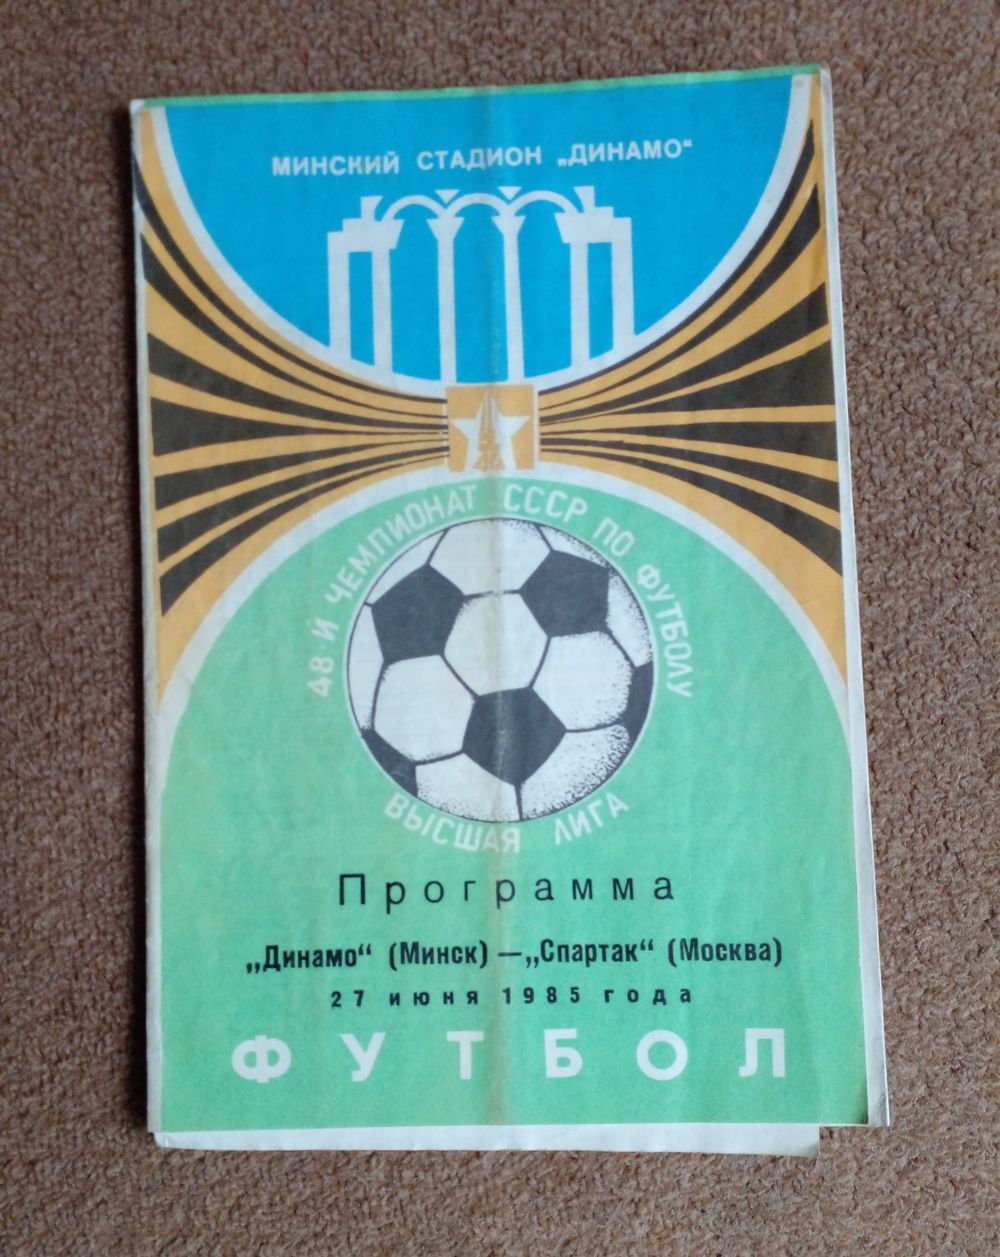 МИНСКИЙ СТАДИОН „ДИНАМО“
48-Й ЧЕМПИОНАТ СССР ПО ФУТБОЛУ
ВЫСШАЯ ЛИГА
Программа
„Динамо“ (Минск) — „Спартак“ (Москва)
27 июня 1985 года
ФУТБОЛ